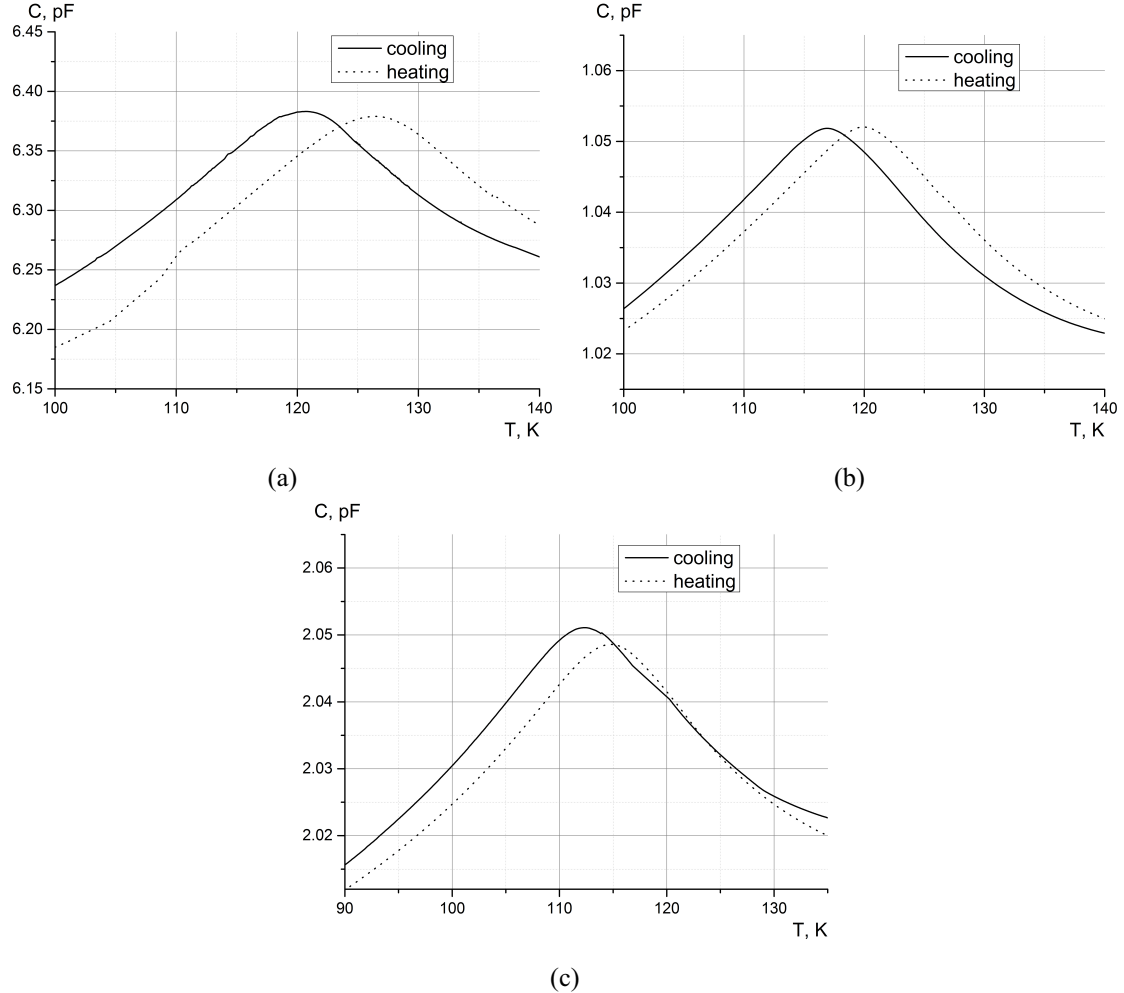 C, pF
6.45
6.40
6.35
6.30
6.25
6.20
6.15
100 110 120 130 140
T, K
cooling
heating
(a)
C, pF
1.06
1.05
1.04
1.03
1.02
100 110 120 130 140
T, K
cooling
heating
(b)
C, pF
2.06
2.05
2.04
2.03
2.02
90 100 110 120 130
T, K
cooling
heating
(c)